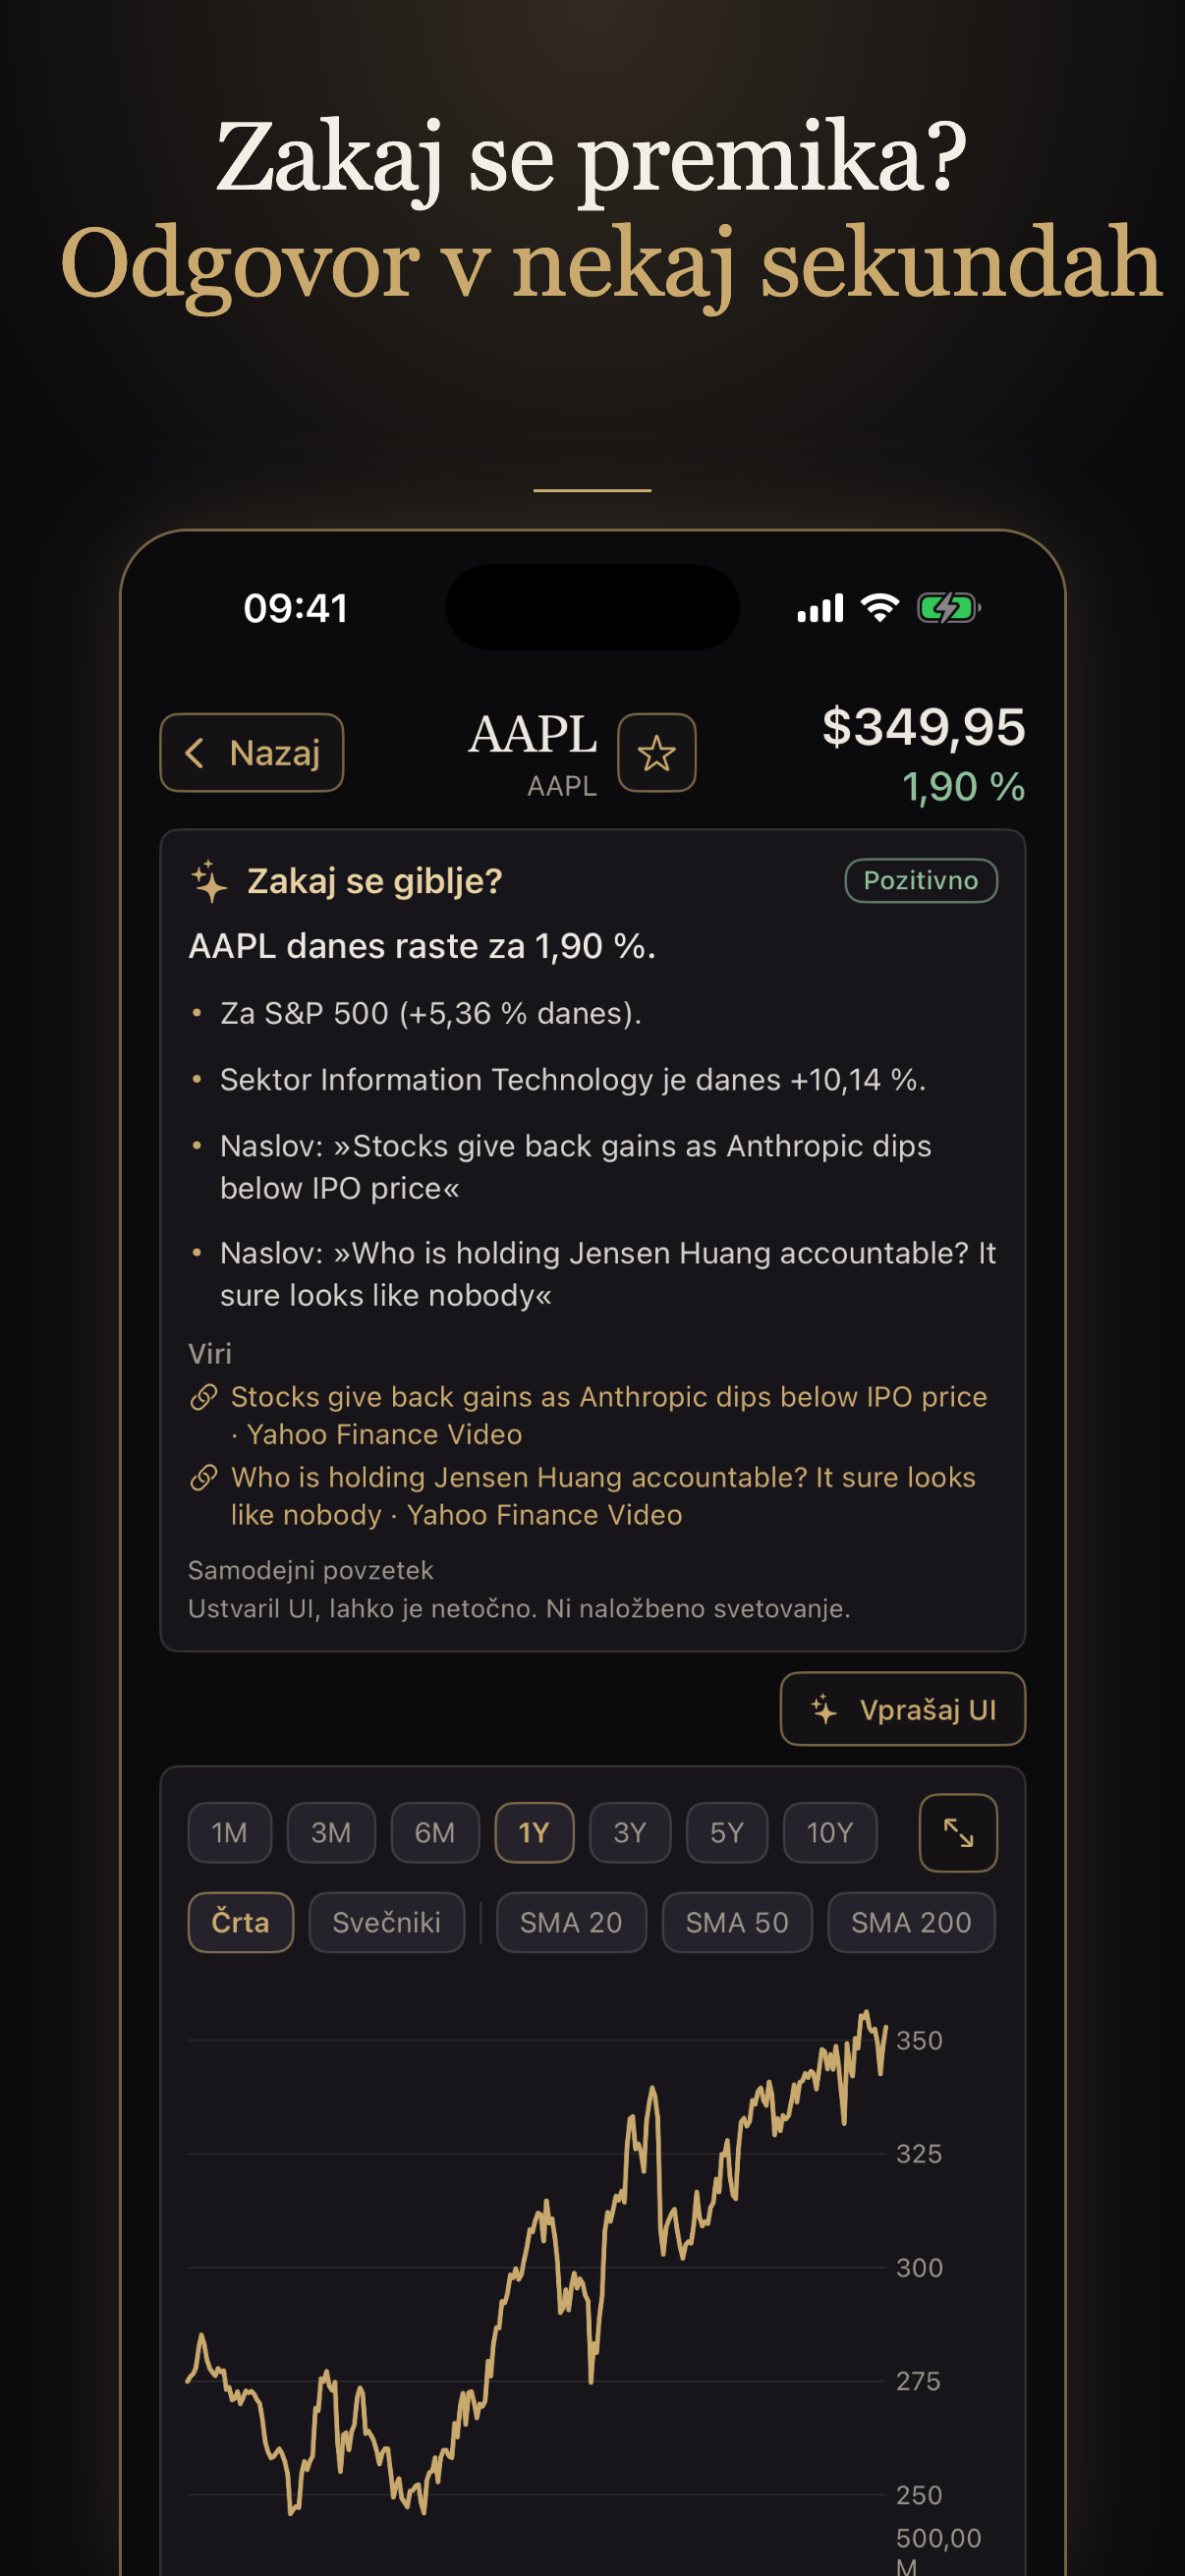 Zakaj se premika?
Odgovor v nekaj sekundah
09:41
Nazaj
AAPL
AAPL
$349,95
1,90 %
Zakaj se giblje?
Pozitivno
AAPL danes raste za 1,90 %.
• Za S&P 500 (+5,36 % danes).
• Sektor Information Technology je danes +10,14 %.
• Naslov: »Stocks give back gains as Anthropic dips
below IPO price«
• Naslov: »Who is holding Jensen Huang accountable? It
sure looks like nobody«
Viri
Stocks give back gains as Anthropic dips below IPO price
· Yahoo Finance Video
Who is holding Jensen Huang accountable? It sure looks
like nobody · Yahoo Finance Video
Samodejni povzetek
Ustvaril UI, lahko je netočno. Ni naložbeno svetovanje.
Vprašaj UI
1M 3M 6M 1Y 3Y 5Y 10Y
Črta Svečniki SMA 20 SMA 50 SMA 200
350
325
300
275
250
500,00
M